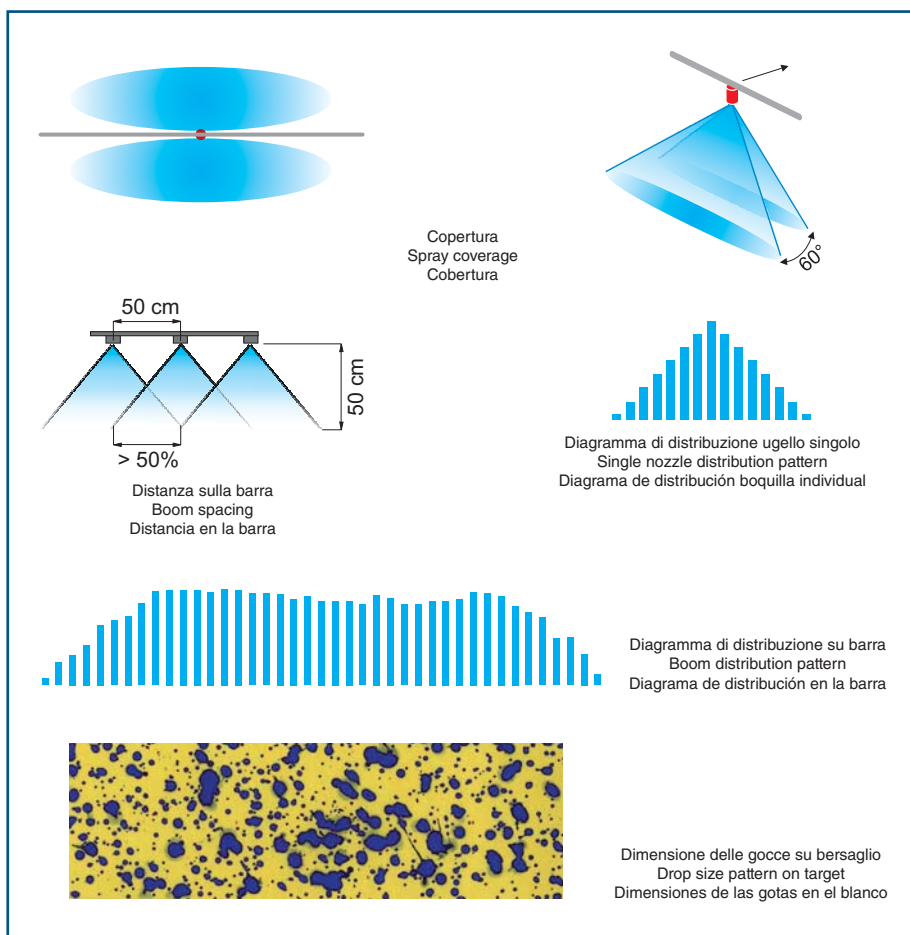 Copertura
Spray coverage
Cobertura
60°
50 cm
50 cm
> 50%
Distanza sulla barra
Boom spacing
Distancia en la barra
Diagramma di distribuzione ugello singolo
Single nozzle distribution pattern
Diagrama de distribución boquilla individual
Diagramma di distribuzione su barra
Boom distribution pattern
Diagrama de distribución en la barra
Dimensione delle gocce su bersaglio
Drop size pattern on target
Dimensiones de las gotas en el blanco